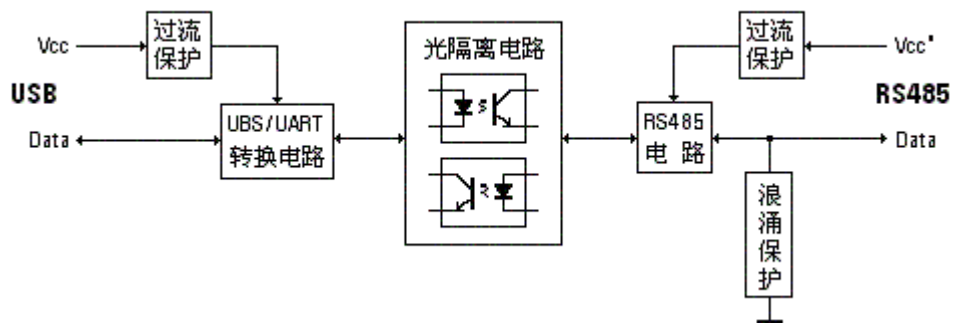 Vcc
过流
保护
光隔离电路
过流
保护
Vcc'
USB
RS485
Data
UBS/UART
转换电路
RS485
电 路
Data
浪
涌
保
护